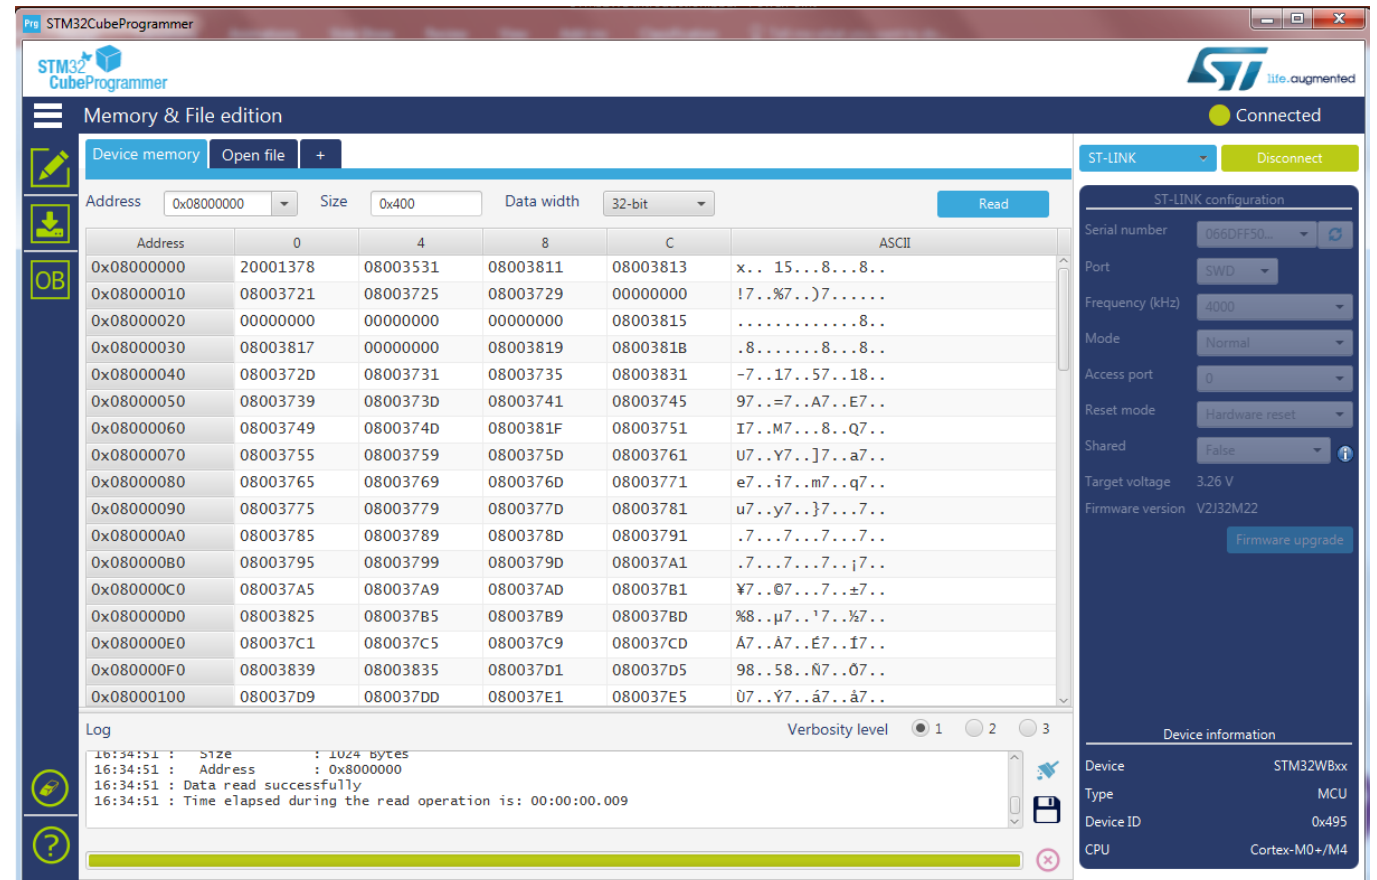 Prg STM32CubeProgrammer
STM32
CubeProgrammer
ST life.augmented
Memory & File edition
Connected
Device memory Open file +
ST-LINK Disconnect
Address 0x08000000 Size 0x400 Data width 32-bit Read
Address 0 4 8 C ASCII
0x08000000 20001378 08003531 08003811 08003813 x.. 15...8...8..
0x08000010 08003721 08003725 08003729 00000000 !7..%7..)7......
0x08000020 00000000 00000000 00000000 08003815 .............8..
0x08000030 08003817 00000000 08003819 0800381B .8.......8...8..
0x08000040 0800372D 08003731 08003735 08003831 -7..17..57..18..
0x08000050 08003739 0800373D 08003741 08003745 97..=7..A7..E7..
0x08000060 08003749 0800374D 0800381F 08003751 I7..M7...8..Q7..
0x08000070 08003755 08003759 0800375D 08003761 U7..Y7..]7..a7..
0x08000080 08003765 08003769 0800376D 08003771 e7..i7..m7..q7..
0x08000090 08003775 08003779 0800377D 08003781 u7..y7..}7...7..
0x080000A0 08003785 08003789 0800378D 08003791 .7...7...7...7..
0x080000B0 08003795 08003799 0800379D 080037A1 .7...7...7..¡7..
0x080000C0 080037A5 080037A9 080037AD 080037B1 ¥7..©7...7..±7..
0x080000D0 08003825 080037B5 080037B9 080037BD %8..µ7..¹7..½7..
0x080000E0 080037C1 080037C5 080037C9 080037CD Á7..Å7..É7..Í7..
0x080000F0 08003839 08003835 080037D1 080037D5 98..58..Ñ7..Õ7..
0x08000100 080037D9 080037DD 080037E1 080037E5 Ù7..Ý7..á7..å7..
ST-LINK configuration
Serial number 066DFF50...
Port SWD
Frequency (kHz) 4000
Mode Normal
Access port 0
Reset mode Hardware reset
Shared False
Target voltage 3.26 V
Firmware version V2J32M22
Firmware upgrade
OB
Log Verbosity level 1 2 3
16:34:51 : Size : 1024 Bytes
16:34:51 : Address : 0x8000000
16:34:51 : Data read successfully
16:34:51 : Time elapsed during the read operation is: 00:00:00.009
Device information
Device STM32WBxx
Type MCU
Device ID 0x495
CPU Cortex-M0+/M4